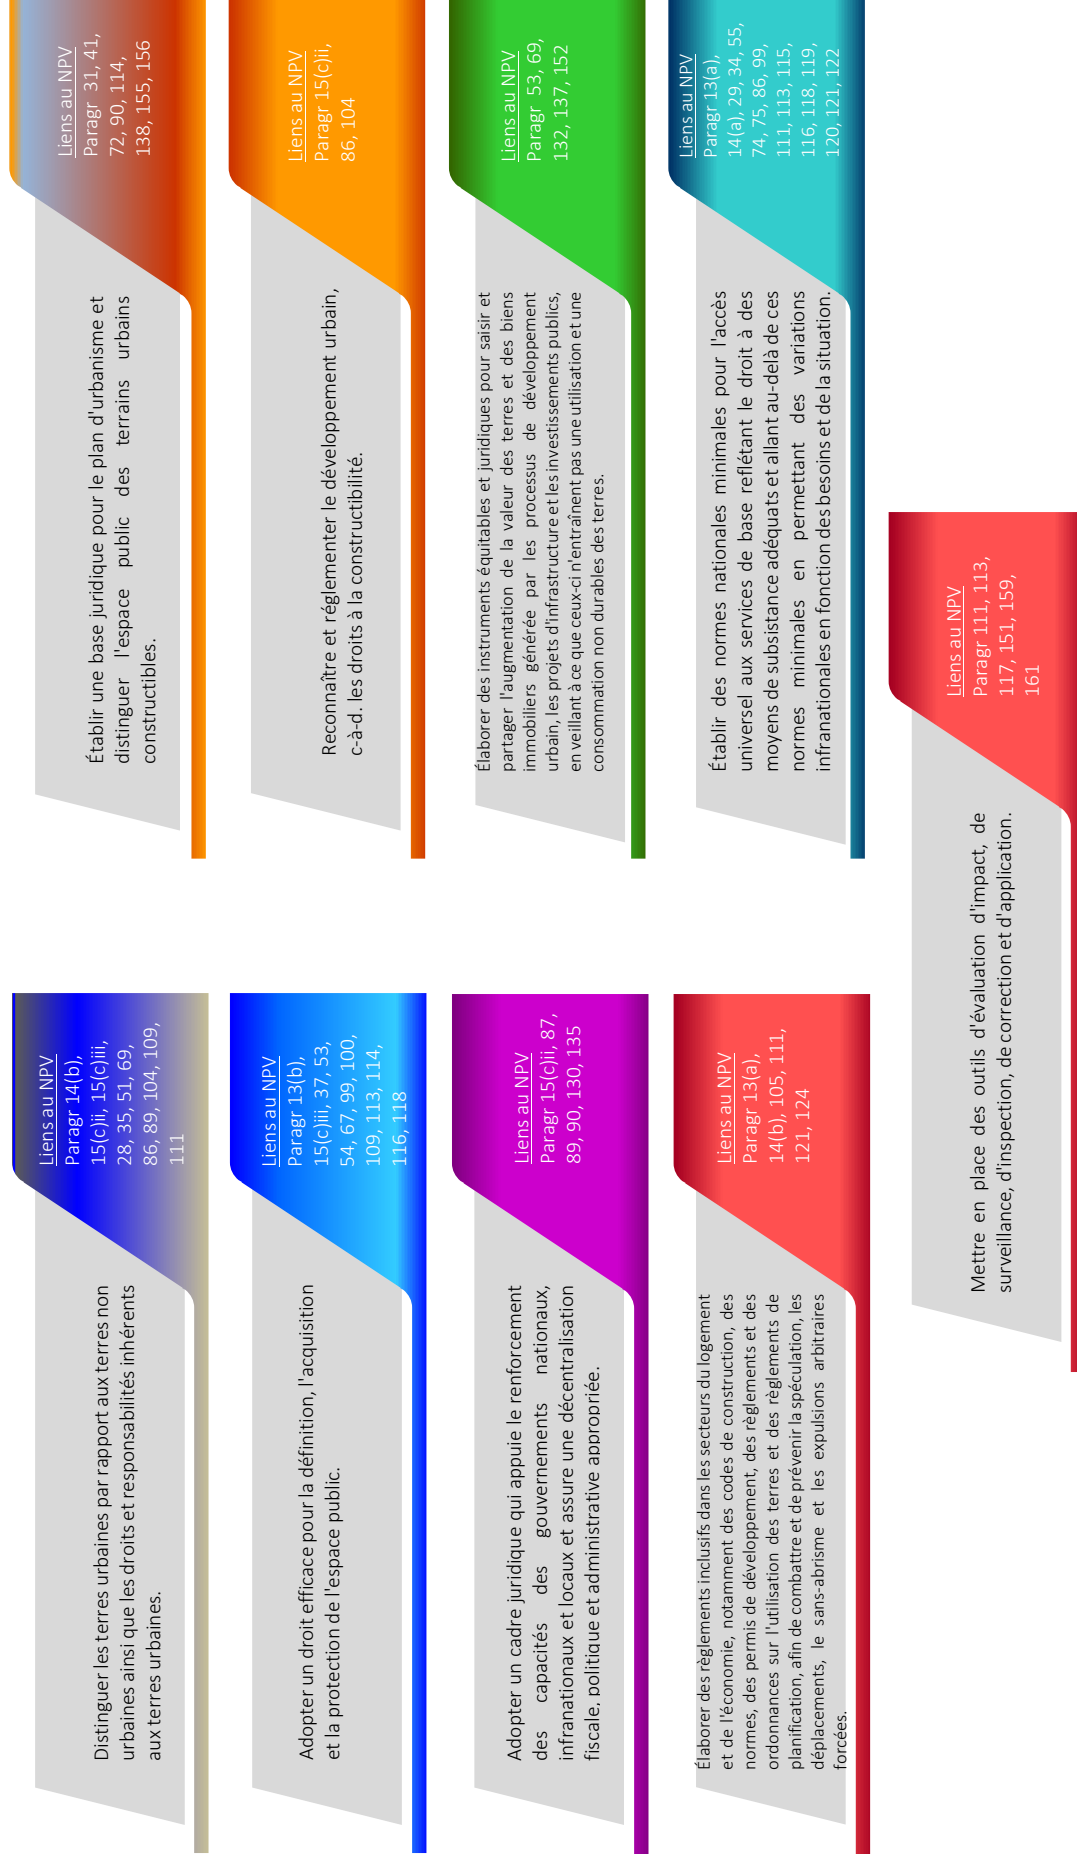 Distinguer les terres urbaines par rapport aux terres non
urbaines ainsi que les droits et responsabilités inhérents
aux terres urbaines.
Liens au NPV
Paragr 14(b),
15(c)ii, 15(c)iii,
28, 35, 51, 69,
86, 89, 104, 109,
111
Établir une base juridique pour le plan d'urbanisme et
distinguer l'espace public des terrains urbains
constructibles.
Liens au NPV
Paragr 31, 41,
72, 90, 114,
138, 155, 156
Adopter un droit efficace pour la définition, l'acquisition
et la protection de l'espace public.
Liens au NPV
Paragr 13(b),
15(c)iii, 37, 53,
54, 67, 99, 100,
109, 113, 114,
116, 118
Reconnaître et réglementer le développement urbain,
c-à-d. les droits à la constructibilité.
Liens au NPV
Paragr 15(c)ii,
86, 104
Adopter un cadre juridique qui appuie le renforcement
des capacités des gouvernements nationaux,
infranationaux et locaux et assure une décentralisation
fiscale, politique et administrative appropriée.
Liens au NPV
Paragr 15(c)ii, 87,
89, 90, 130, 135
Élaborer des instruments équitables et juridiques pour saisir et
partager l'augmentation de la valeur des terres et des biens
immobiliers générée par les processus de développement
urbain, les projets d'infrastructure et les investissements publics,
en veillant à ce que ceux-ci n'entraînent pas une utilisation et une
consommation non durables des terres.
Liens au NPV
Paragr 53, 69,
132, 137, 152
Élaborer des règlements inclusifs dans les secteurs du logement
et de l'économie, notamment des codes de construction, des
normes, des permis de développement, des règlements et des
ordonnances sur l'utilisation des terres et des règlements de
planification, afin de combattre et de prévenir la spéculation, les
déplacements, le sans-abrisme et les expulsions arbitraires
forcées.
Liens au NPV
Paragr 13(a),
14(b), 105, 111,
121, 124
Établir des normes nationales minimales pour l'accès
universel aux services de base reflétant le droit à des
moyens de subsistance adéquats et allant au-delà de ces
normes minimales en permettant des variations
infranationales en fonction des besoins et de la situation.
Liens au NPV
Paragr 13(a),
14(a), 29, 34, 55,
74, 75, 86, 99,
111, 113, 115,
116, 118, 119,
120, 121, 122
Mettre en place des outils d'évaluation d'impact, de
surveillance, d'inspection, de correction et d'application.
Liens au NPV
Paragr 111, 113,
117, 151, 159,
161